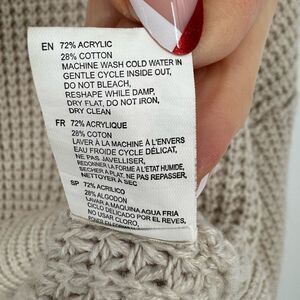 EN 72% ACRYLIC
28% COTTON
MACHINE WASH COLD WATER IN
GENTLE CYCLE INSIDE OUT,
DO NOT BLEACH,
RESHAPE WHILE DAMP,
DRY FLAT, DO NOT IRON,
DRY CLEAN
FR 72% ACRYLIQUE
28% COTON
LAVER À LA MACHINE À L'ENVERS
EAU FROIDE CYCLE DÉLICAT,
NE PAS JAVELLISER,
REDONNER LA FORME A L'ETAT HUMIDE,
SECHER À PLAT, NE PAS REPASSER,
NETTOYER À SEC
SP 72% ACRILICO
28% ALGODON
LAVAR A MAQUINA AGUA FRIA
CICLO DELICADO POR EL REVES,
NO USAR CLORO,